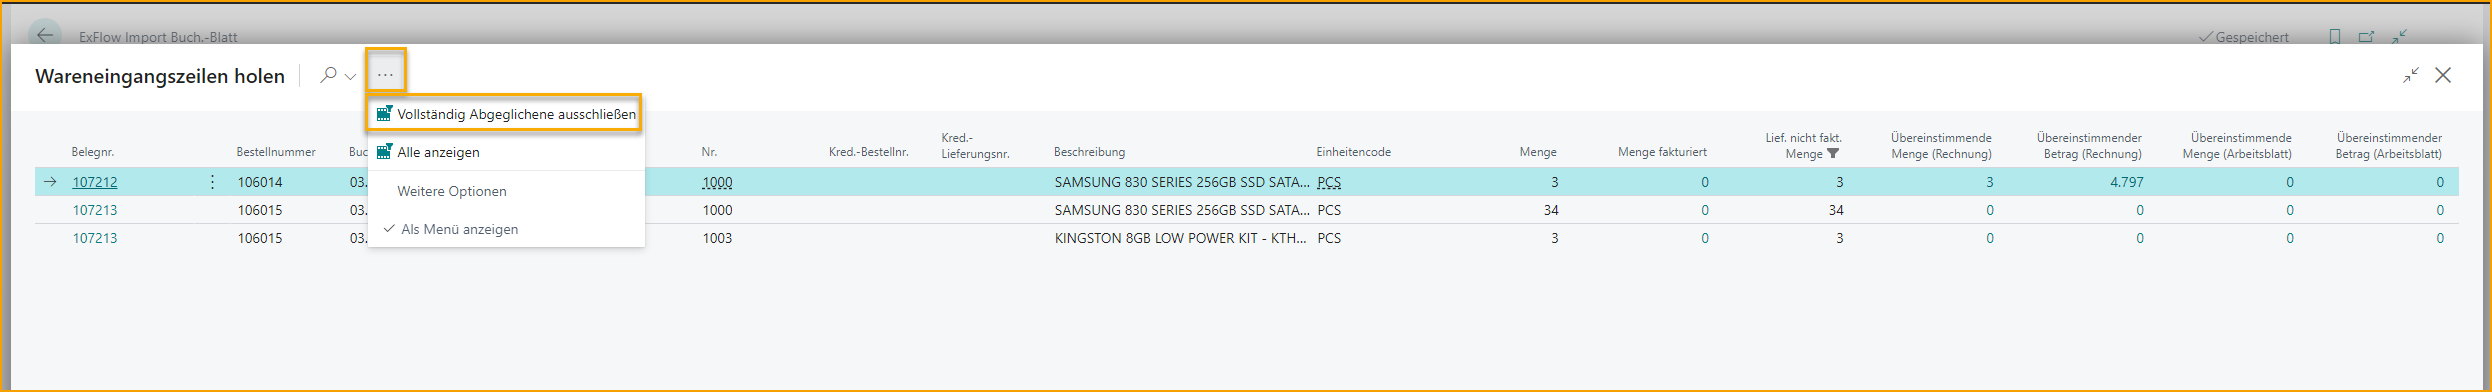 ExFlow Import Buch.-Blatt
Gespeichert
Wareneingangszeilen holen
...
Vollständig Abgeglichene ausschließen
Alle anzeigen
Weitere Optionen
Als Menü anzeigen
Belegnr. Bestellnummer Buc Nr. Kred.-Bestellnr. Kred.-Lieferungsnr. Beschreibung Einheitencode Menge Menge fakturiert Lief. nicht fakt. Menge Übereinstimmende Menge (Rechnung) Übereinstimmender Betrag (Rechnung) Übereinstimmende Menge (Arbeitsblatt) Übereinstimmender Betrag (Arbeitsblatt)
107212 106014 03. 1000 SAMSUNG 830 SERIES 256GB SSD SATA... PCS 3 0 3 3 4.797 0 0
107213 106015 03. 1000 SAMSUNG 830 SERIES 256GB SSD SATA... PCS 34 0 34 0 0 0 0
107213 106015 03. 1003 KINGSTON 8GB LOW POWER KIT - KTH... PCS 3 0 3 0 0 0 0